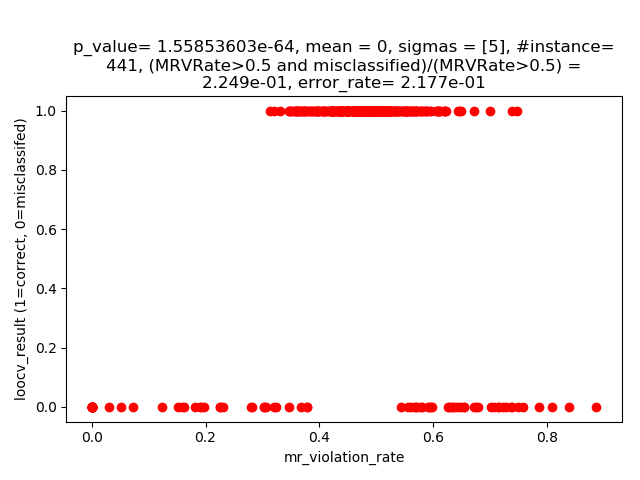 p_value= 1.55853603e-64, mean = 0, sigmas = [5], #instance=
441, (MRVRate>0.5 and misclassified)/(MRVRate>0.5) =
2.249e-01, error_rate= 2.177e-01
loocv_result (1=correct, 0=misclassifed)
1.0
0.8
0.6
0.4
0.2
0.0
0.0 0.2 0.4 0.6 0.8
mr_violation_rate